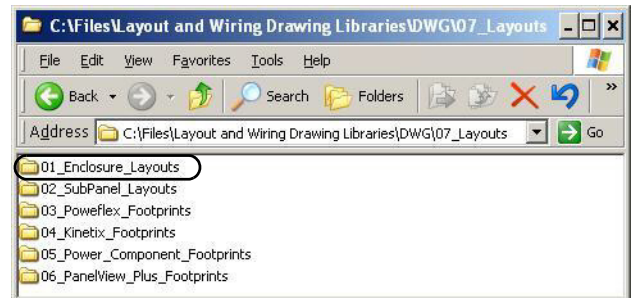 C:\Files\Layout and Wiring Drawing Libraries\DWG\07_Layouts
File Edit View Favorites Tools Help
Back Search Folders »
Address C:\Files\Layout and Wiring Drawing Libraries\DWG\07_Layouts Go
01_Enclosure_Layouts
02_SubPanel_Layouts
03_Poweflex_Footprints
04_Kinetix_Footprints
05_Power_Component_Footprints
06_PanelView_Plus_Footprints